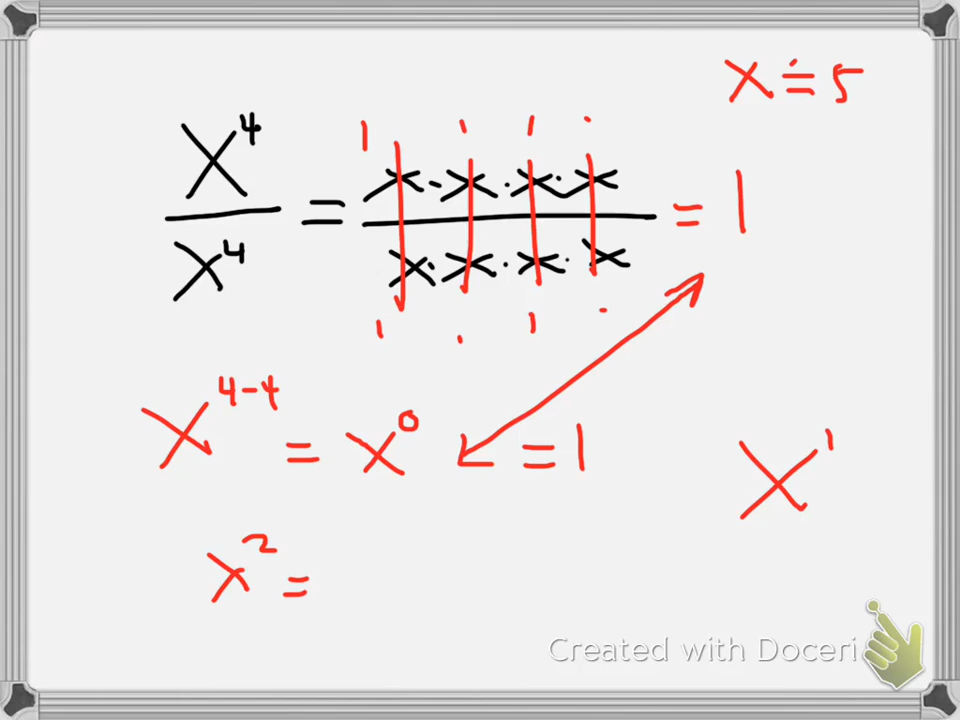 x ≐ 5
x⁴/x⁴ = x·x·x·x/x·x·x·x = 1
1 1 1 1
1 1 1 1
x⁴⁻⁴ = x⁰ = 1
x¹
x² =
Created with Doceri